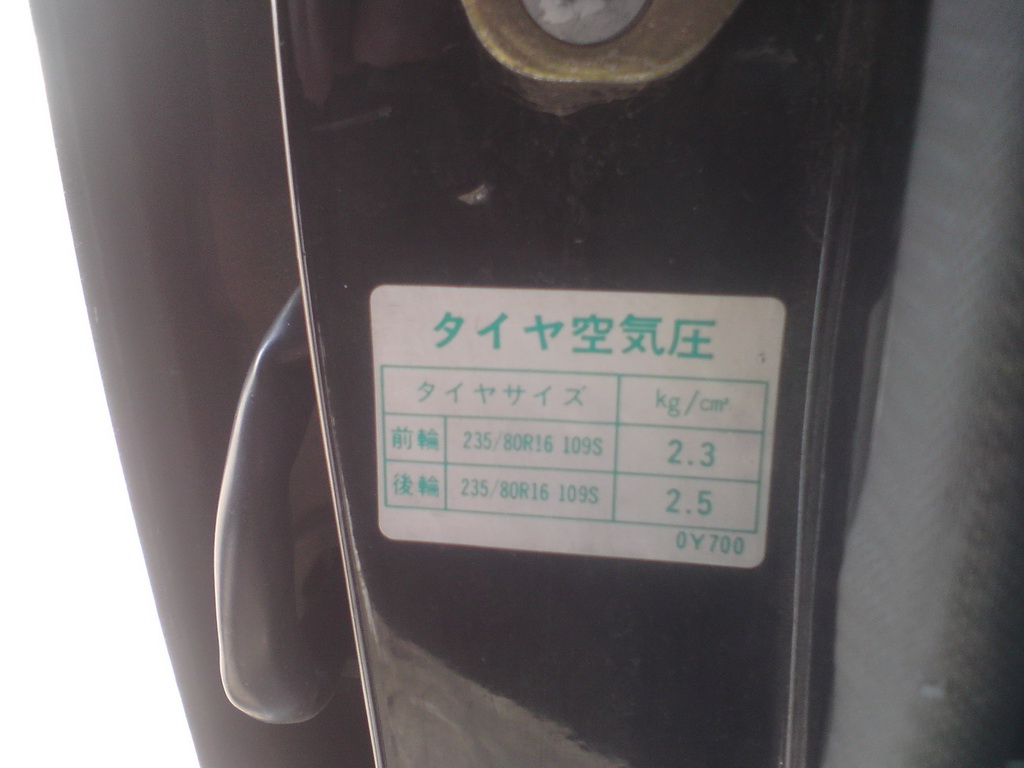 タイヤ空気圧
タイヤサイズ kg/cm²
前輪 235/80R16 109S 2.3
後輪 235/80R16 109S 2.5
0Y700